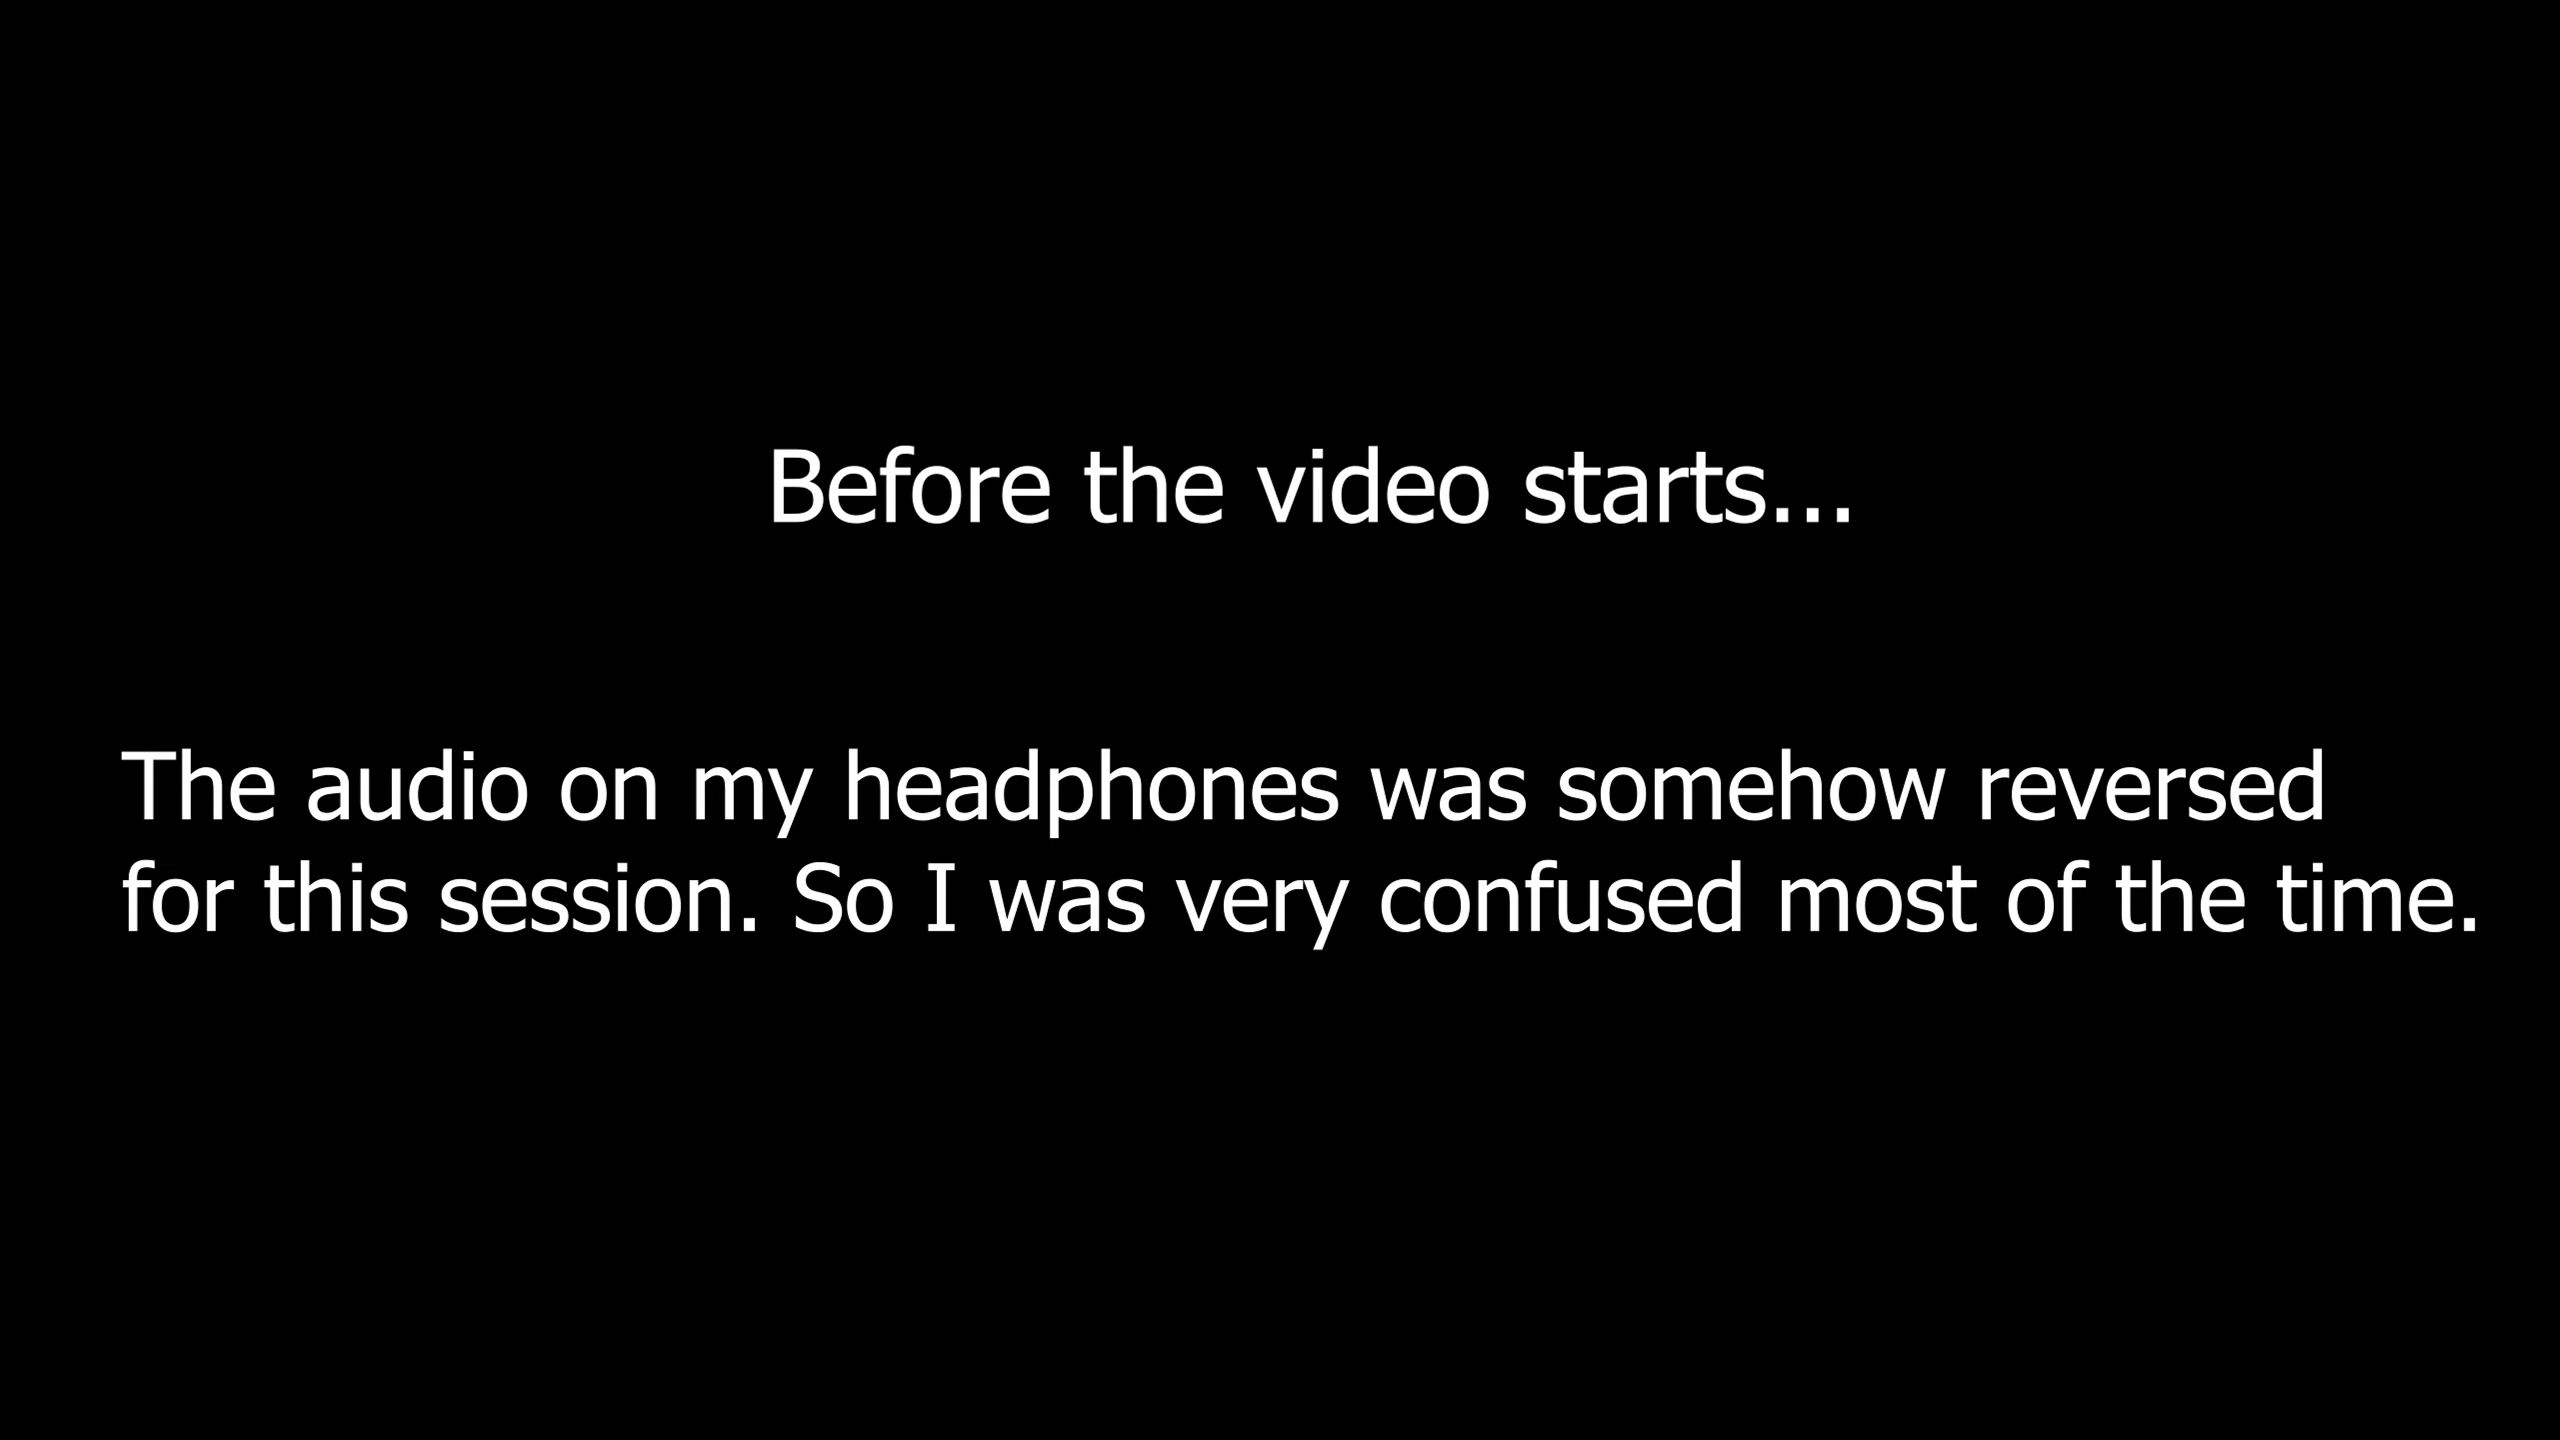 Before the video starts...
The audio on my headphones was somehow reversed
for this session. So I was very confused most of the time.